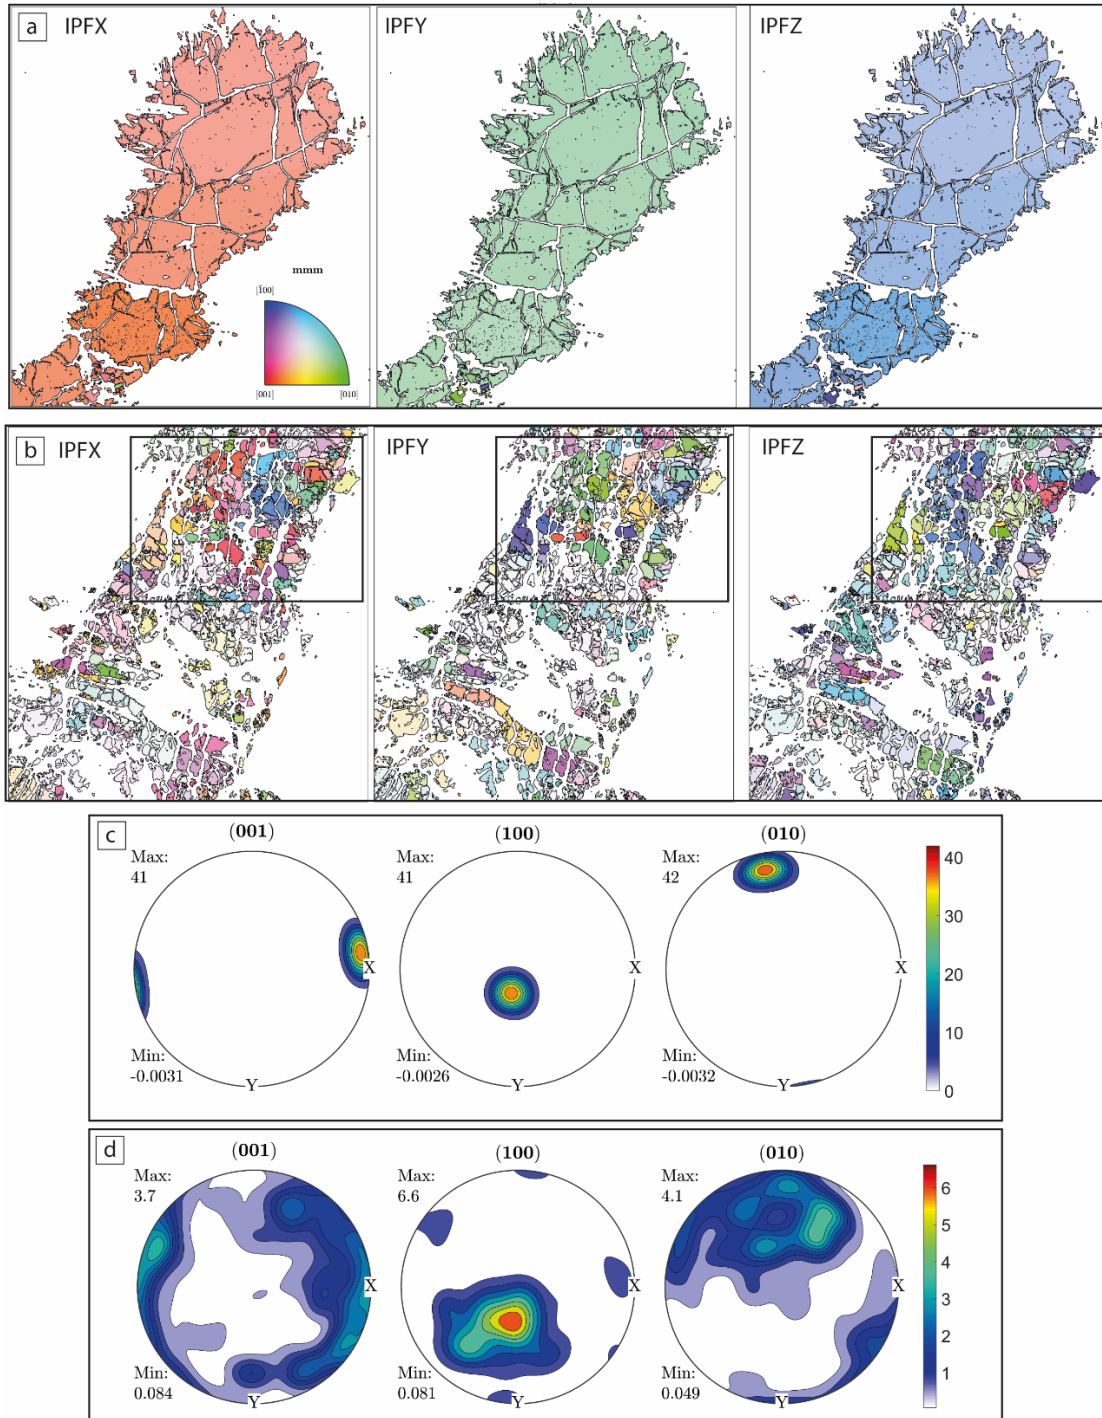 a IPFX IPFY IPFZ
mmm
[1̄00]
[001] [010]
b IPFX IPFY IPFZ
c (001) (100) (010)
Max: Max: Max:
41 41 42
40
30
20
10
0
X X X
Min: Min: Min:
-0.0031 -0.0026 -0.0032
Y Y Y
d (001) (100) (010)
Max: Max: Max:
3.7 6.6 4.1
6
5
4
3
2
1
X X X
Min: Min: Min:
0.084 0.081 0.049
Y Y Y